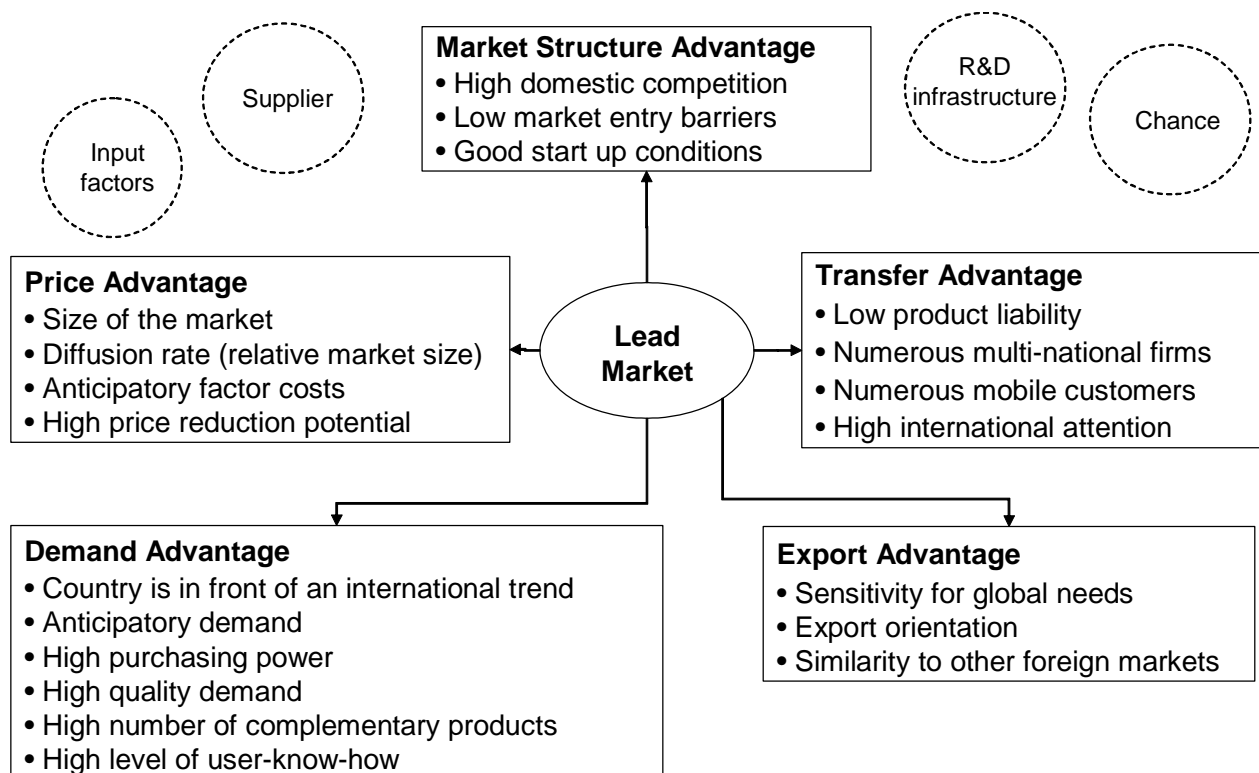 Market Structure Advantage
• High domestic competition
• Low market entry barriers
• Good start up conditions
Supplier
Input
factors
R&D
infrastructure
Chance
Price Advantage
• Size of the market
• Diffusion rate (relative market size)
• Anticipatory factor costs
• High price reduction potential
Lead
Market
Transfer Advantage
• Low product liability
• Numerous multi-national firms
• Numerous mobile customers
• High international attention
Demand Advantage
• Country is in front of an international trend
• Anticipatory demand
• High purchasing power
• High quality demand
• High number of complementary products
• High level of user-know-how
Export Advantage
• Sensitivity for global needs
• Export orientation
• Similarity to other foreign markets